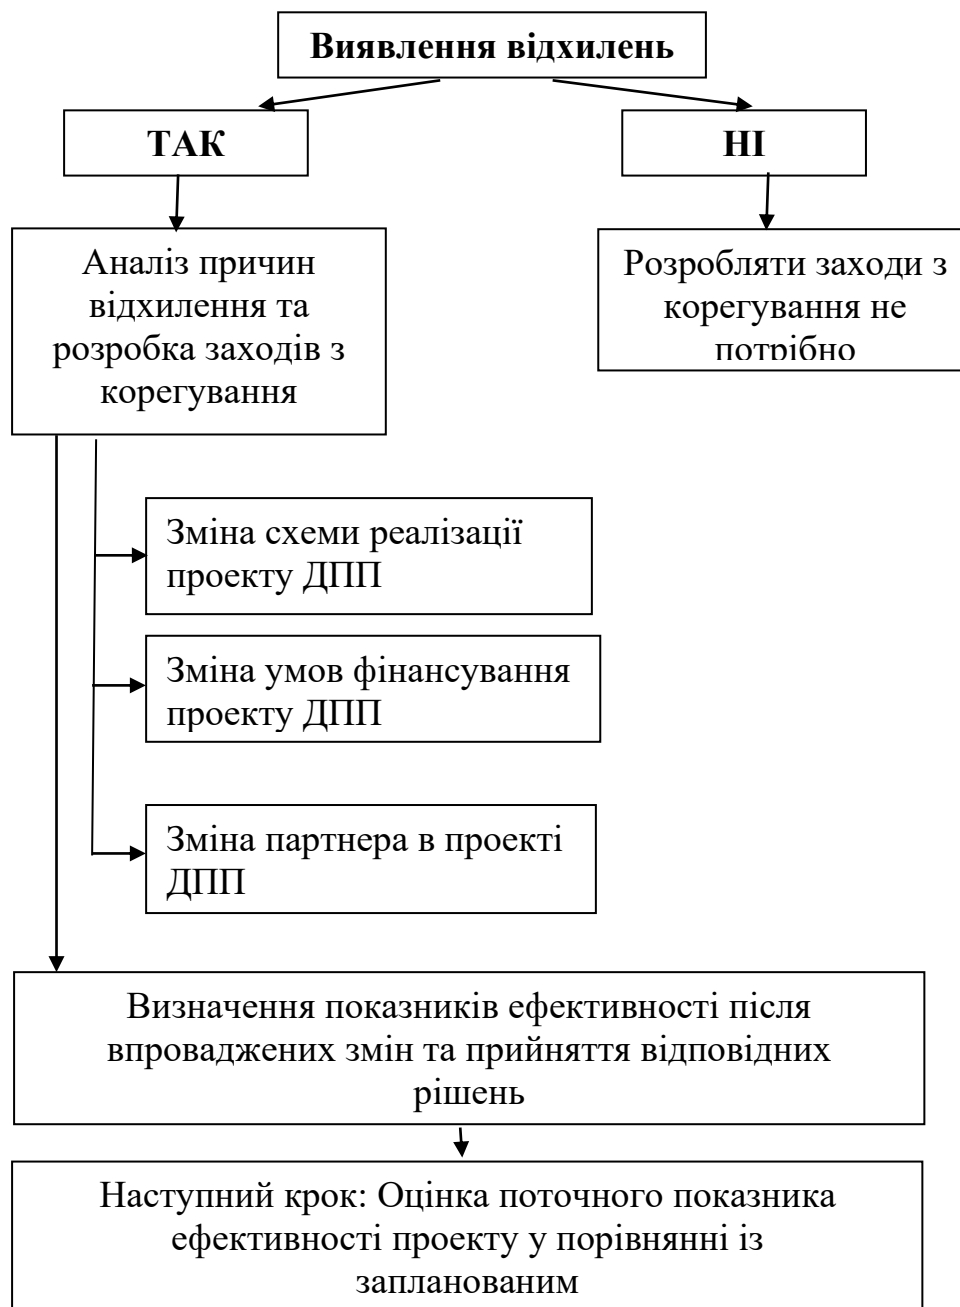 Виявлення відхилень
ТАК
НІ
Аналіз причин
відхилення та
розробка заходів з
корегування
Розробляти заходи з
корегування не
потрібно
Зміна схеми реалізації
проекту ДПП
Зміна умов фінансування
проекту ДПП
Зміна партнера в проекті
ДПП
Визначення показників ефективності після
впроваджених змін та прийняття відповідних
рішень
Наступний крок: Оцінка поточного показника
ефективності проекту у порівнянні із
запланованим